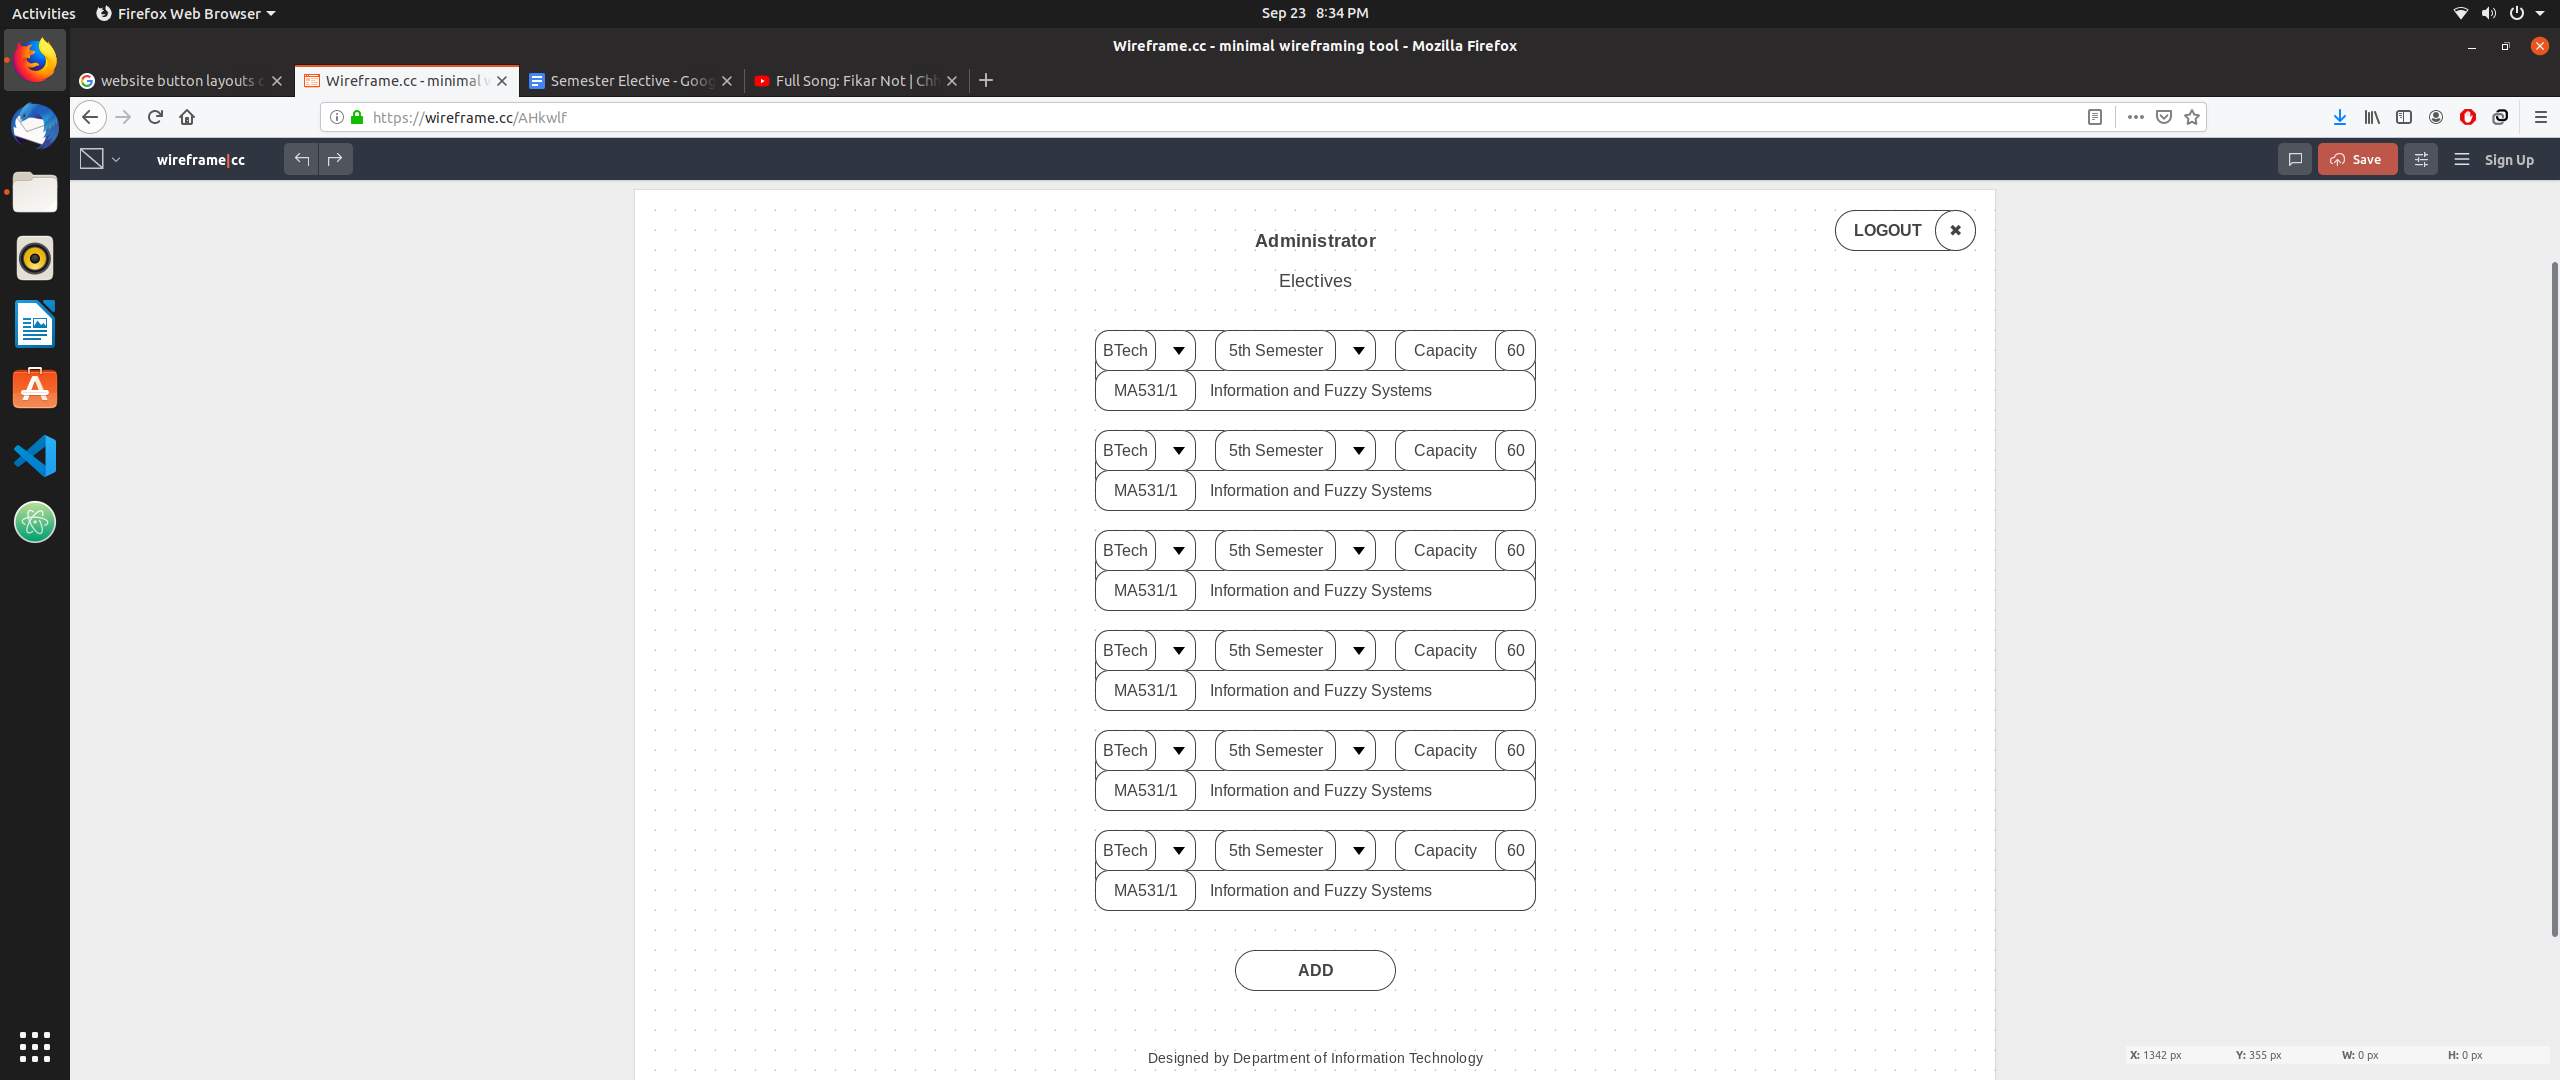 Activities Firefox Web Browser Sep 23 8:34 PM
Wireframe.cc - minimal wireframing tool - Mozilla Firefox
website button layouts Wireframe.cc - minimal Semester Elective - Goog Full Song: Fikar Not | Chh
https://wireframe.cc/AHkwlf
wireframe|cc Save Sign Up
LOGOUT
Administrator
Electives
BTech 5th Semester Capacity 60
MA531/1 Information and Fuzzy Systems
BTech 5th Semester Capacity 60
MA531/1 Information and Fuzzy Systems
BTech 5th Semester Capacity 60
MA531/1 Information and Fuzzy Systems
BTech 5th Semester Capacity 60
MA531/1 Information and Fuzzy Systems
BTech 5th Semester Capacity 60
MA531/1 Information and Fuzzy Systems
BTech 5th Semester Capacity 60
MA531/1 Information and Fuzzy Systems
ADD
Designed by Department of Information Technology
X: 1342 px Y: 355 px W: 0 px H: 0 px